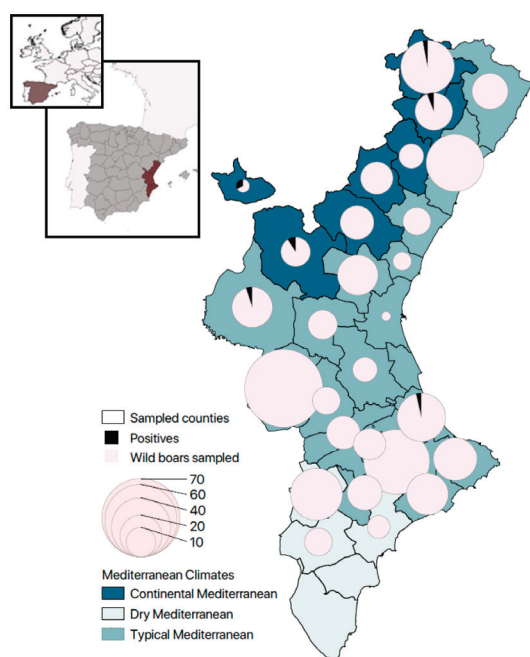 Sampled counties
Positives
Wild boars sampled
70
60
40
20
10
Mediterranean Climates
Continental Mediterranean
Dry Mediterranean
Typical Mediterranean